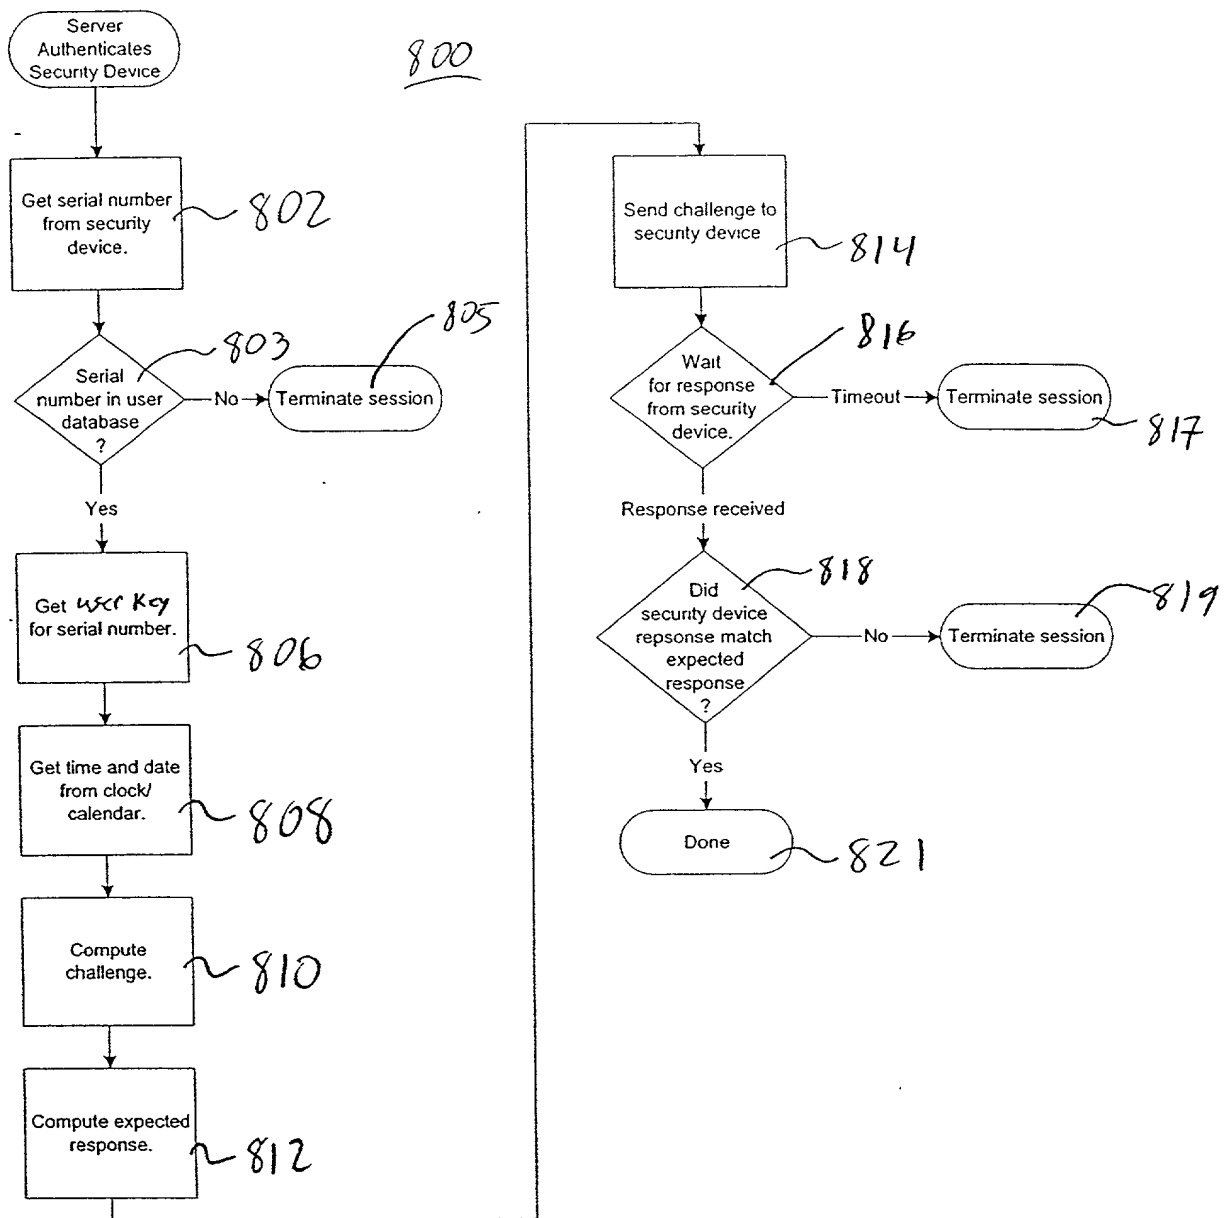 Server
Authenticates
Security Device
800
Get serial number
from security
device.
802
Serial
number in user
database
?
803
No
Terminate session
805
Yes
Get user Key
for serial number.
806
Get time and date
from clock/
calendar.
808
Compute
challenge.
810
Compute expected
response.
812
Send challenge to
security device
814
Wait
for response
from security
device.
816
Timeout
Terminate session
817
Response received
Did
security device
repsonse match
expected
response
?
818
No
Terminate session
819
Yes
Done
821